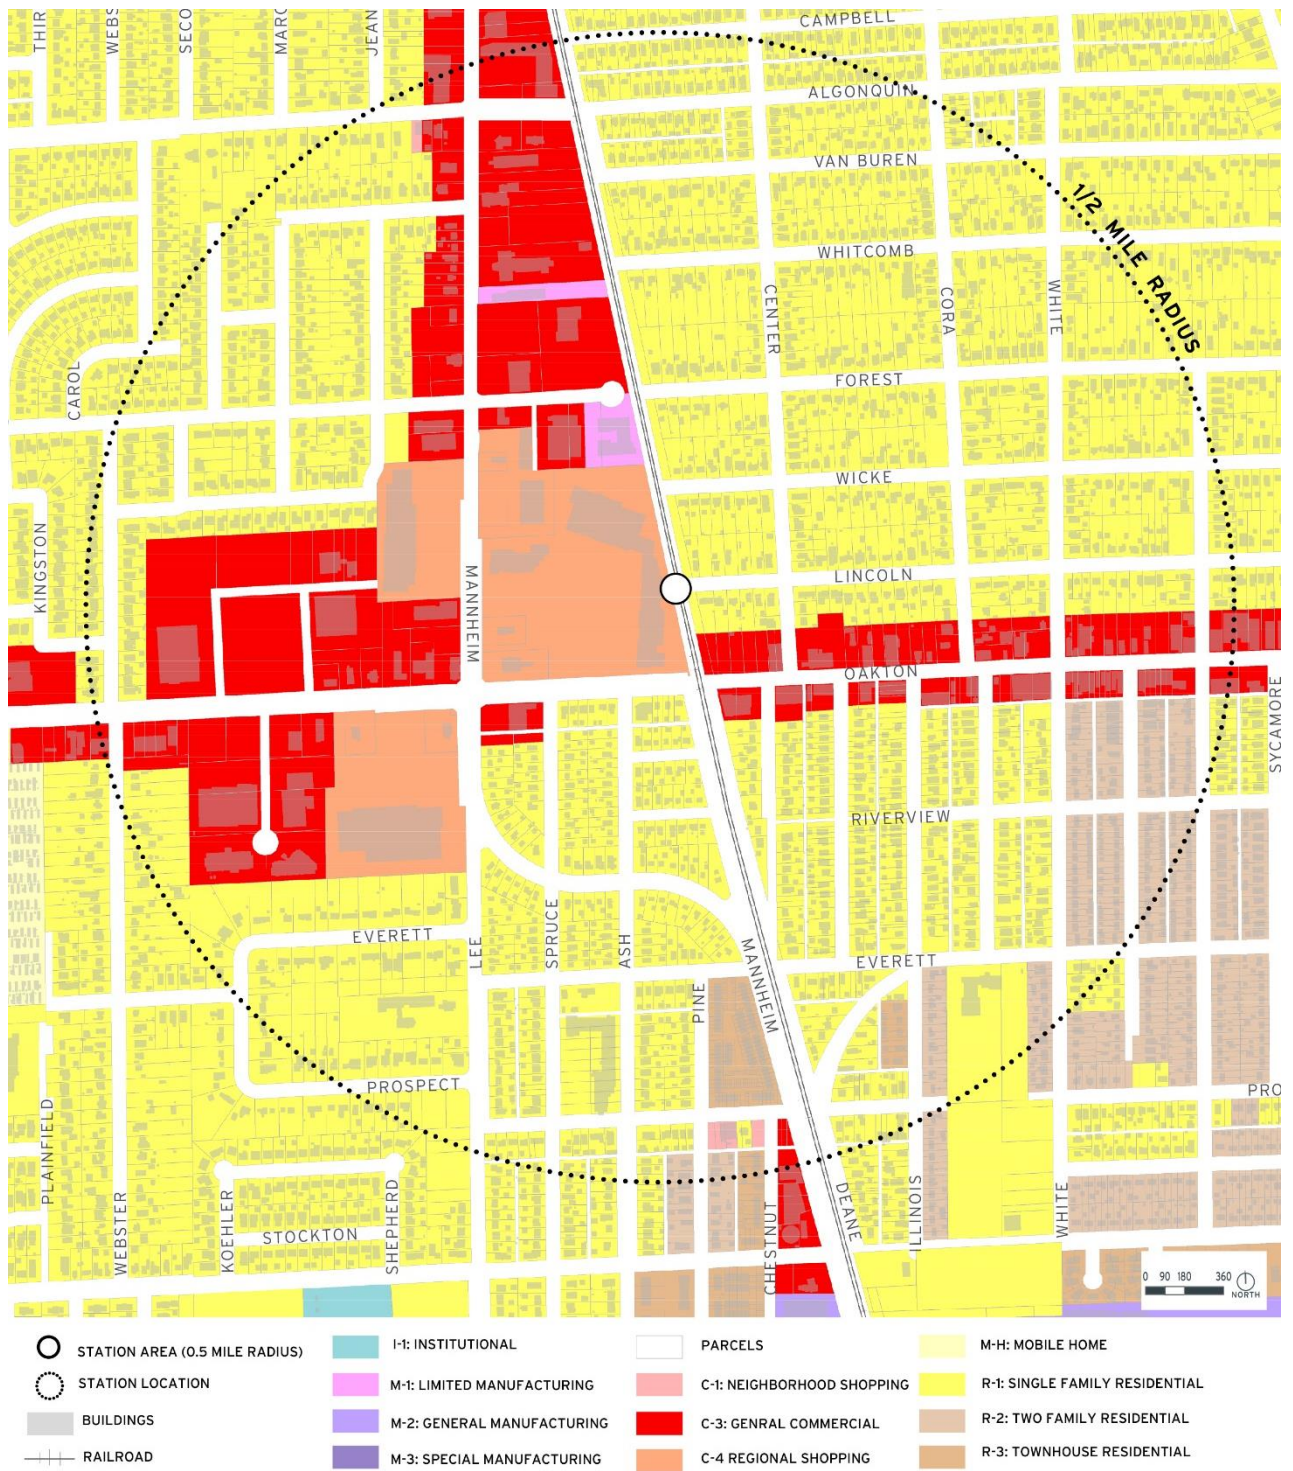 THIR
WEBS
SECO
MARC
JEAN
CAMPBELL
ALGONQUIN
VAN BUREN
1/2 MILE RADIUS
WHITCOMB
CENTER
CORA
WHITE
CAROL
FOREST
WICKE
KINGSTON
MANNHEIM
LINCOLN
OAKTON
SYCAMORE
RIVERVIEW
EVERETT
LEE
SPRUCE
ASH
MANNHEIM
EVERETT
PINE
PROSPECT
PRO
PLAINFIELD
WEBSTER
KOEHLER
STOCKTON
SHEPHERD
CHESTNUT
DEANE
ILLINOIS
WHITE
0 90 180 360
NORTH
STATION AREA (0.5 MILE RADIUS)
STATION LOCATION
BUILDINGS
RAILROAD
I-1: INSTITUTIONAL
M-1: LIMITED MANUFACTURING
M-2: GENERAL MANUFACTURING
M-3: SPECIAL MANUFACTURING
PARCELS
C-1: NEIGHBORHOOD SHOPPING
C-3: GENRAL COMMERCIAL
C-4 REGIONAL SHOPPING
M-H: MOBILE HOME
R-1: SINGLE FAMILY RESIDENTIAL
R-2: TWO FAMILY RESIDENTIAL
R-3: TOWNHOUSE RESIDENTIAL